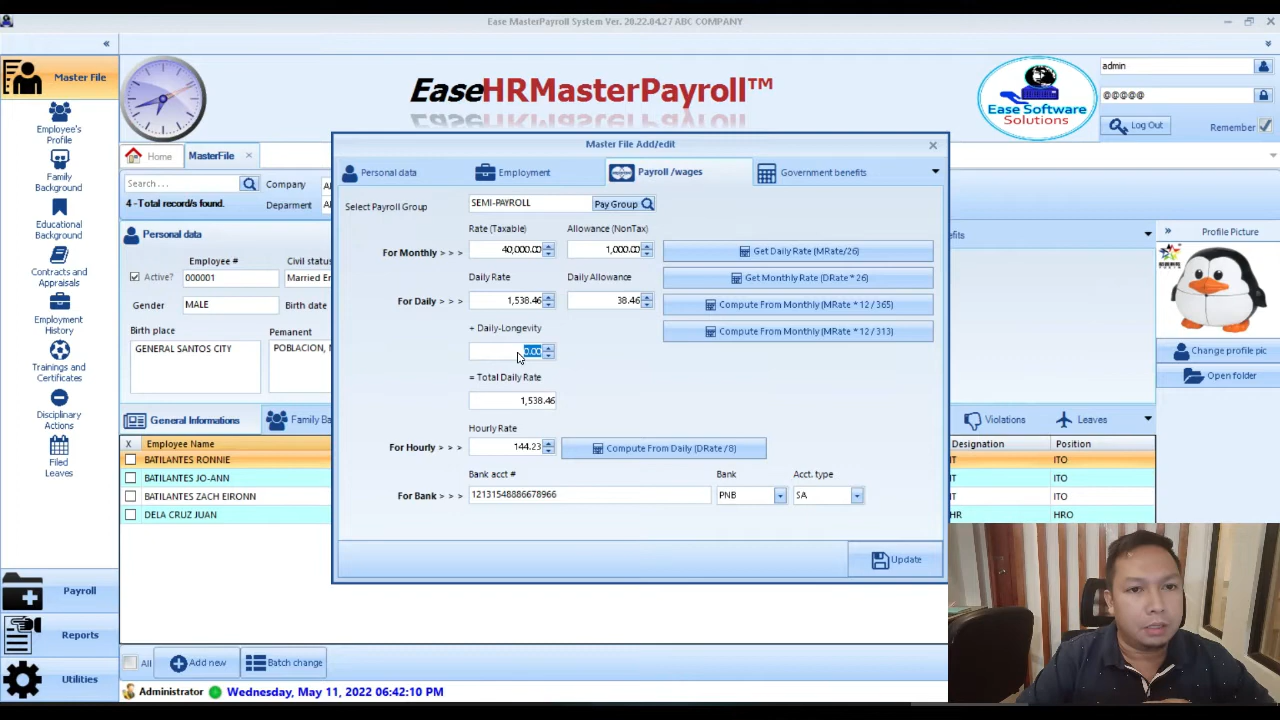 Ease MasterPayroll System Ver. 20.22.04.27 ABC COMPANY
Master File
Employee's
Profile
Family
Background
Educational
Background
Contracts and
Appraisals
Employment
History
Trainings and
Certificates
Disciplinary
Actions
Filed
Leaves
Payroll
Reports
Utilities
EaseHRMasterPayroll™
Ease Software
Solutions
admin
@@@@@
Log Out
Remember
Home
MasterFile
Search . . .
Company
4 - Total record/s found.
Deparment
Personal data
Employee #
Civil status
Active?
000001
Married
Gender
MALE
Birth date
Birth place
Pemanent
GENERAL SANTOS CITY
POBLACION,
General Informations
Family Ba
X
Employee Name
BATILANTES RONNIE
BATILANTES JO-ANN
BATILANTES ZACH EIRONN
DELA CRUZ JUAN
All
Add new
Batch change
Administrator
Wednesday, May 11, 2022 06:42:10 PM
Master File Add/edit
Personal data
Employment
Payroll /wages
Government benefits
Select Payroll Group
SEMI-PAYROLL
Pay Group
Rate (Taxable)
Allowance (NonTax)
For Monthly > > >
40,000.00
1,000.00
Get Daily Rate (MRate/26)
Daily Rate
Daily Allowance
Get Monthly Rate (DRate * 26)
For Daily > > >
1,538.46
38.46
Compute From Monthly (MRate * 12 / 365)
+ Daily-Longevity
Compute From Monthly (MRate * 12 / 313)
0.00
= Total Daily Rate
1,538.46
Hourly Rate
For Hourly > > >
144.23
Compute From Daily (DRate / 8)
Bank acct #
Bank
Acct. type
For Bank > > >
12131548886678966
PNB
SA
Update
Profile Picture
Change profile pic
Open folder
Violations
Leaves
Designation
Position
IT
ITO
IT
ITO
IT
ITO
HR
HRO